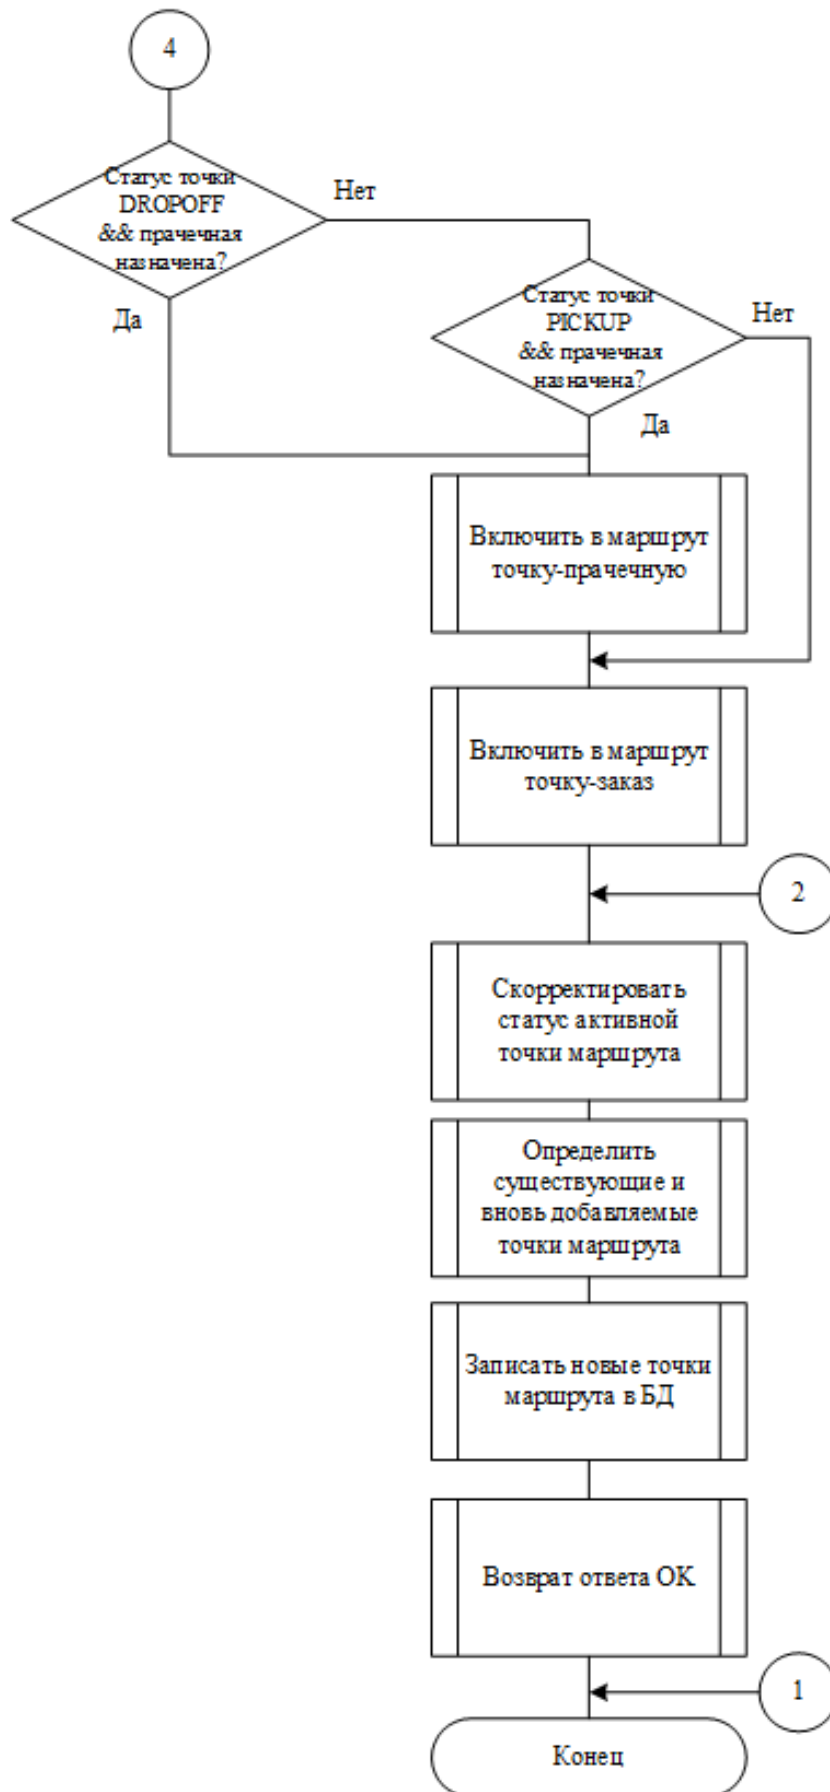 4
Статус точки
DROPOFF
&& прачечная
назначена?
Нет
Да
Статус точки
PICKUP
&& прачечная
назначена?
Нет
Да
Включить в маршрут
точку-прачечную
Включить в маршрут
точку-заказ
2
Скорректировать
статус активной
точки маршрута
Определить
существующие и
вновь добавляемые
точки маршрута
Записать новые точки
маршрута в БД
Возврат ответа ОК
1
Конец